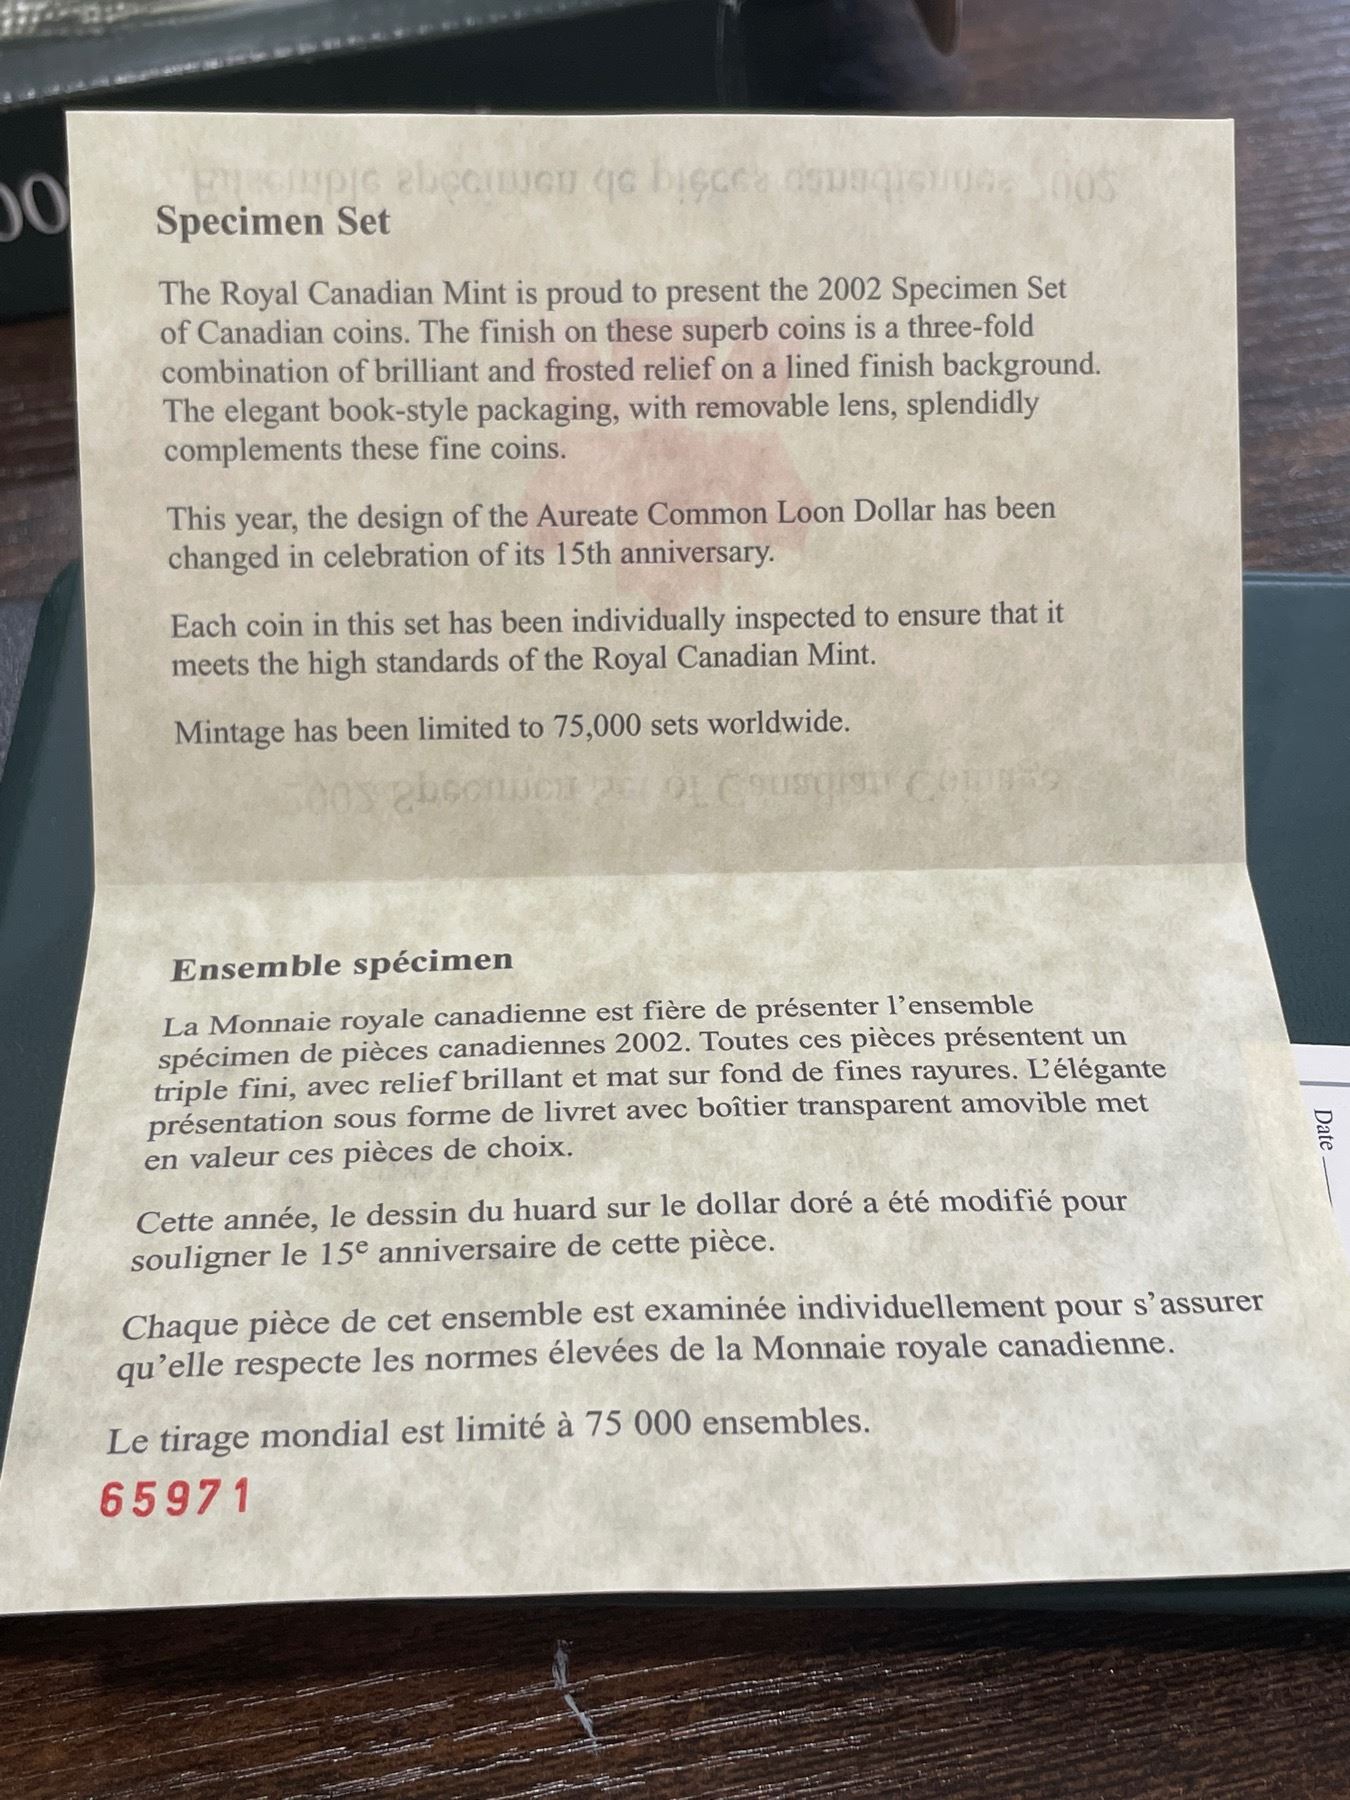 00
Specimen Set
The Royal Canadian Mint is proud to present the 2002 Specimen Set
of Canadian coins. The finish on these superb coins is a three-fold
combination of brilliant and frosted relief on a lined finish background.
The elegant book-style packaging, with removable lens, splendidly
complements these fine coins.
This year, the design of the Aureate Common Loon Dollar has been
changed in celebration of its 15th anniversary.
Each coin in this set has been individually inspected to ensure that it
meets the high standards of the Royal Canadian Mint.
Mintage has been limited to 75,000 sets worldwide.
Ensemble spécimen
La Monnaie royale canadienne est fière de présenter l'ensemble
spécimen de pièces canadiennes 2002. Toutes ces pièces présentent un
triple fini, avec relief brillant et mat sur fond de fines rayures. L'élégante
présentation sous forme de livret avec boîtier transparent amovible met
en valeur ces pièces de choix.
Cette année, le dessin du huard sur le dollar doré a été modifié pour
souligner le 15e anniversaire de cette pièce.
Chaque pièce de cet ensemble est examinée individuellement pour s'assurer
qu'elle respecte les normes élevées de la Monnaie royale canadienne.
Le tirage mondial est limité à 75 000 ensembles.
65971
Date